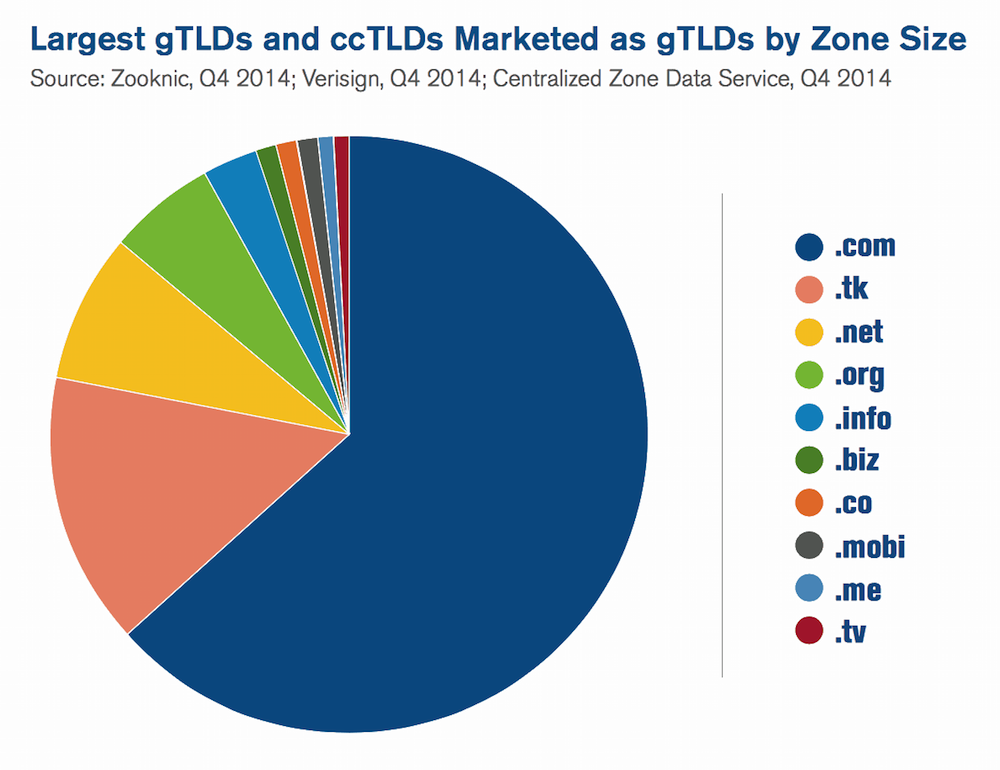 Largest gTLDs and ccTLDs Marketed as gTLDs by Zone Size
Source: Zooknic, Q4 2014; Verisign, Q4 2014; Centralized Zone Data Service, Q4 2014
.com
.tk
.net
.org
.info
.biz
.co
.mobi
.me
.tv